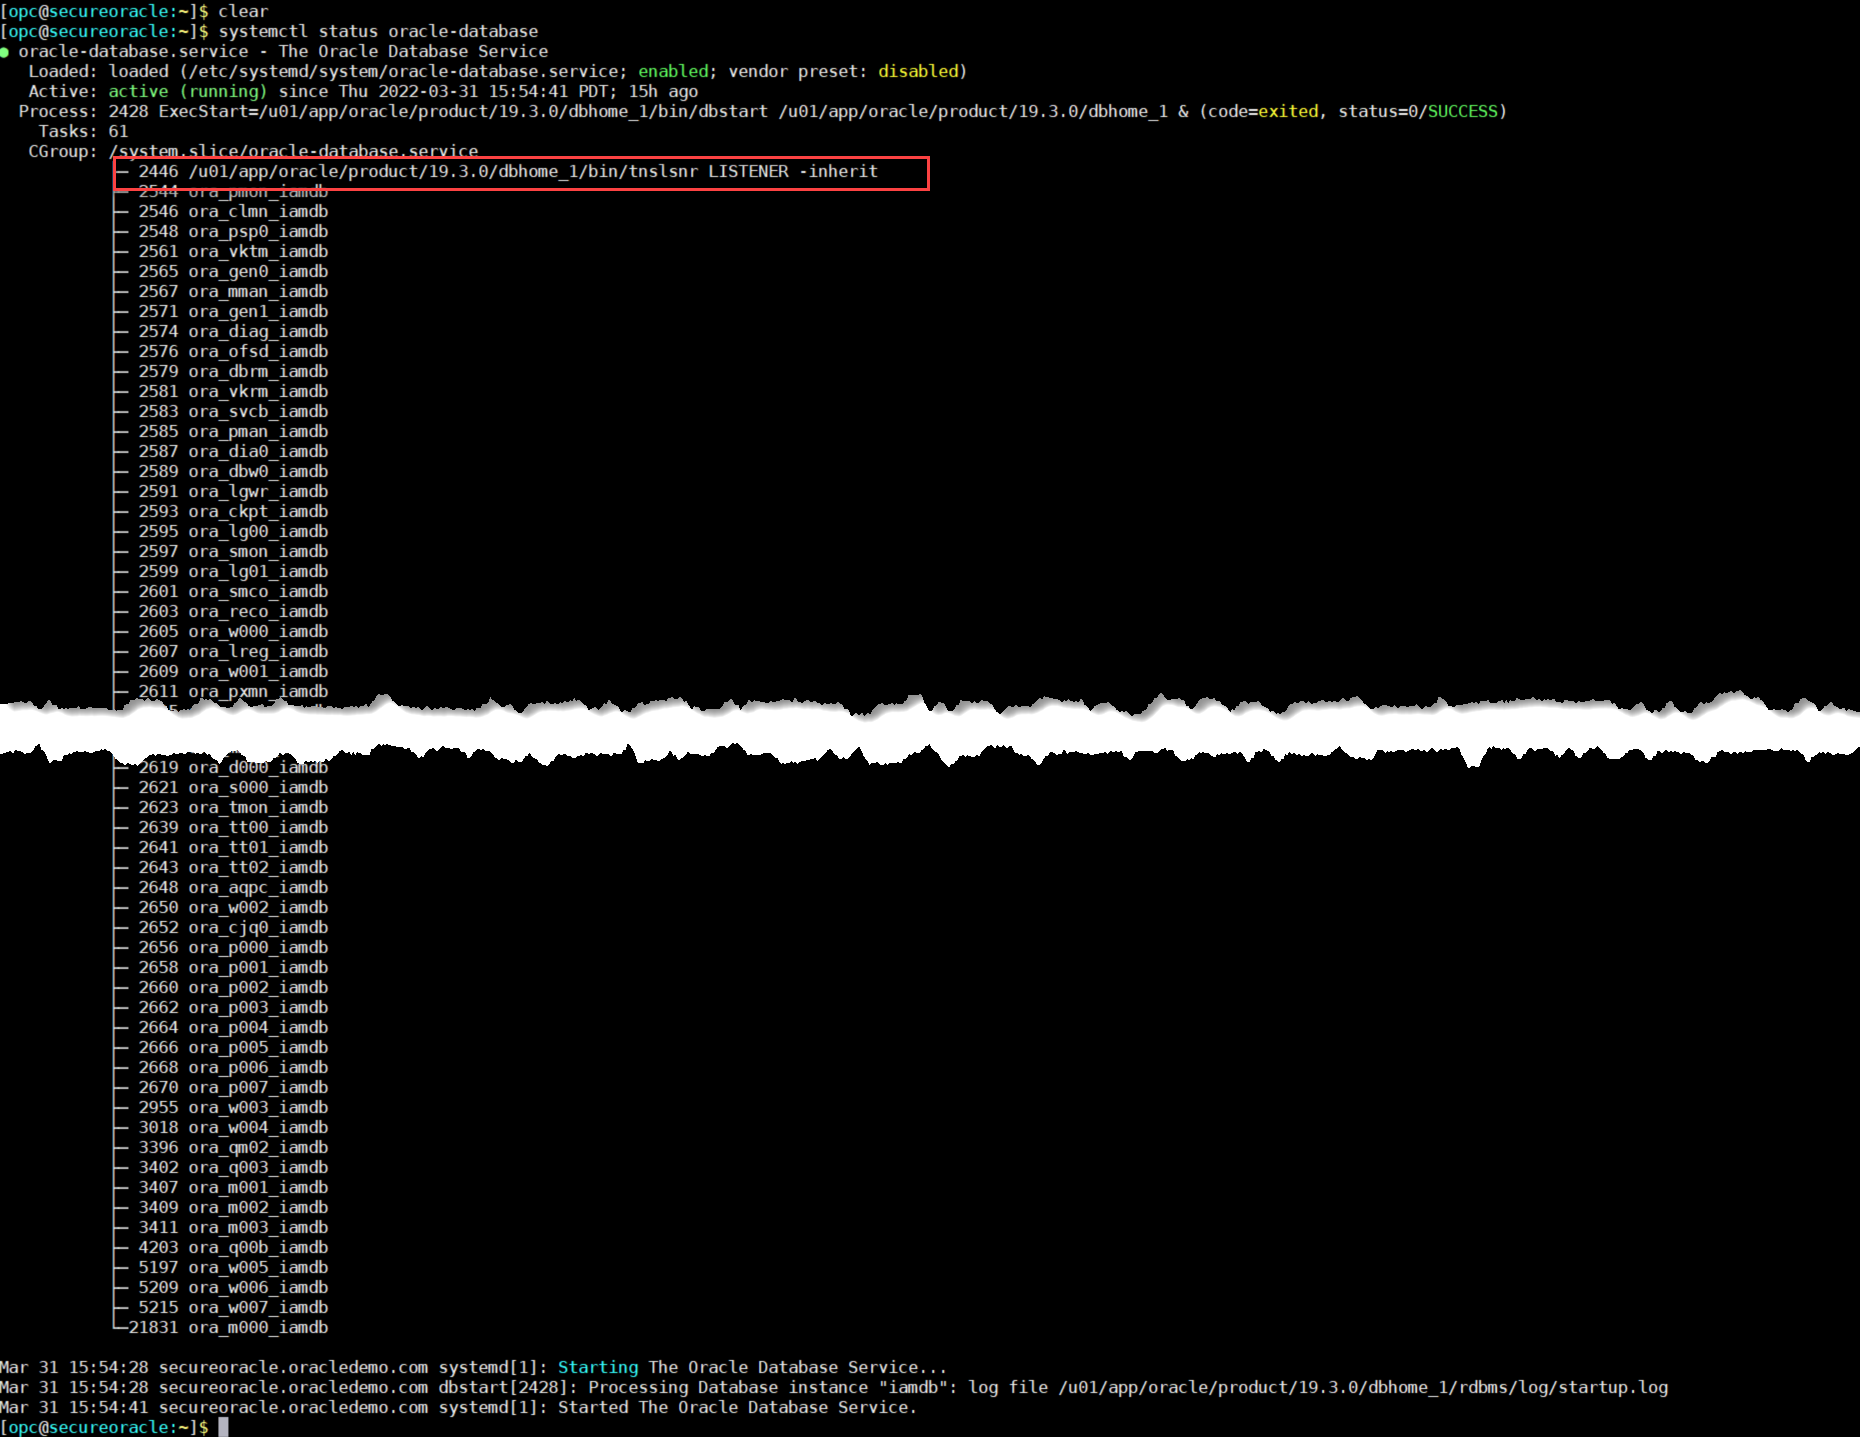 [opc@secureoracle:~]$ clear
[opc@secureoracle:~]$ systemctl status oracle-database
● oracle-database.service - The Oracle Database Service
   Loaded: loaded (/etc/systemd/system/oracle-database.service; enabled; vendor preset: disabled)
   Active: active (running) since Thu 2022-03-31 15:54:41 PDT; 15h ago
  Process: 2428 ExecStart=/u01/app/oracle/product/19.3.0/dbhome_1/bin/dbstart /u01/app/oracle/product/19.3.0/dbhome_1 & (code=exited, status=0/SUCCESS)
    Tasks: 61
   CGroup: /system.slice/oracle-database.service
           ├─ 2446 /u01/app/oracle/product/19.3.0/dbhome_1/bin/tnslsnr LISTENER -inherit
           ├─ 2544 ora_pmon_iamdb
           ├─ 2546 ora_clmn_iamdb
           ├─ 2548 ora_psp0_iamdb
           ├─ 2561 ora_vktm_iamdb
           ├─ 2565 ora_gen0_iamdb
           ├─ 2567 ora_mman_iamdb
           ├─ 2571 ora_gen1_iamdb
           ├─ 2574 ora_diag_iamdb
           ├─ 2576 ora_ofsd_iamdb
           ├─ 2579 ora_dbrm_iamdb
           ├─ 2581 ora_vkrm_iamdb
           ├─ 2583 ora_svcb_iamdb
           ├─ 2585 ora_pman_iamdb
           ├─ 2587 ora_dia0_iamdb
           ├─ 2589 ora_dbw0_iamdb
           ├─ 2591 ora_lgwr_iamdb
           ├─ 2593 ora_ckpt_iamdb
           ├─ 2595 ora_lg00_iamdb
           ├─ 2597 ora_smon_iamdb
           ├─ 2599 ora_lg01_iamdb
           ├─ 2601 ora_smco_iamdb
           ├─ 2603 ora_reco_iamdb
           ├─ 2605 ora_w000_iamdb
           ├─ 2607 ora_lreg_iamdb
           ├─ 2609 ora_w001_iamdb
           ├─ 2611 ora_pxmn_iamdb
           ├─ 2619 ora_d000_iamdb
           ├─ 2621 ora_s000_iamdb
           ├─ 2623 ora_tmon_iamdb
           ├─ 2639 ora_tt00_iamdb
           ├─ 2641 ora_tt01_iamdb
           ├─ 2643 ora_tt02_iamdb
           ├─ 2648 ora_aqpc_iamdb
           ├─ 2650 ora_w002_iamdb
           ├─ 2652 ora_cjq0_iamdb
           ├─ 2656 ora_p000_iamdb
           ├─ 2658 ora_p001_iamdb
           ├─ 2660 ora_p002_iamdb
           ├─ 2662 ora_p003_iamdb
           ├─ 2664 ora_p004_iamdb
           ├─ 2666 ora_p005_iamdb
           ├─ 2668 ora_p006_iamdb
           ├─ 2670 ora_p007_iamdb
           ├─ 2955 ora_w003_iamdb
           ├─ 3018 ora_w004_iamdb
           ├─ 3396 ora_qm02_iamdb
           ├─ 3402 ora_q003_iamdb
           ├─ 3407 ora_m001_iamdb
           ├─ 3409 ora_m002_iamdb
           ├─ 3411 ora_m003_iamdb
           ├─ 4203 ora_q00b_iamdb
           ├─ 5197 ora_w005_iamdb
           ├─ 5209 ora_w006_iamdb
           ├─ 5215 ora_w007_iamdb
           └─21831 ora_m000_iamdb
Mar 31 15:54:28 secureoracle.oracledemo.com systemd[1]: Starting The Oracle Database Service...
Mar 31 15:54:28 secureoracle.oracledemo.com dbstart[2428]: Processing Database instance "iamdb": log file /u01/app/oracle/product/19.3.0/dbhome_1/rdbms/log/startup.log
Mar 31 15:54:41 secureoracle.oracledemo.com systemd[1]: Started The Oracle Database Service.
[opc@secureoracle:~]$